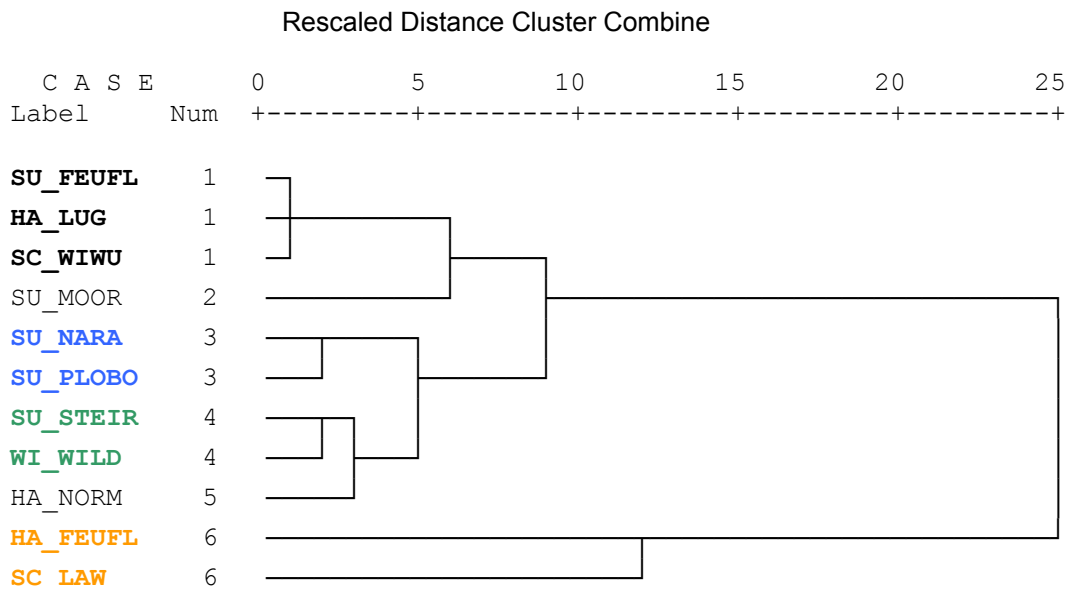 Rescaled Distance Cluster Combine
C A S E 0 5 10 15 20 25
Label Num +---------+---------+---------+---------+---------+
SU_FEUFL 1
HA_LUG 1
SC_WIWU 1
SU_MOOR 2
SU_NARA 3
SU_PLOBO 3
SU_STEIR 4
WI_WILD 4
HA_NORM 5
HA_FEUFL 6
SC_LAW 6